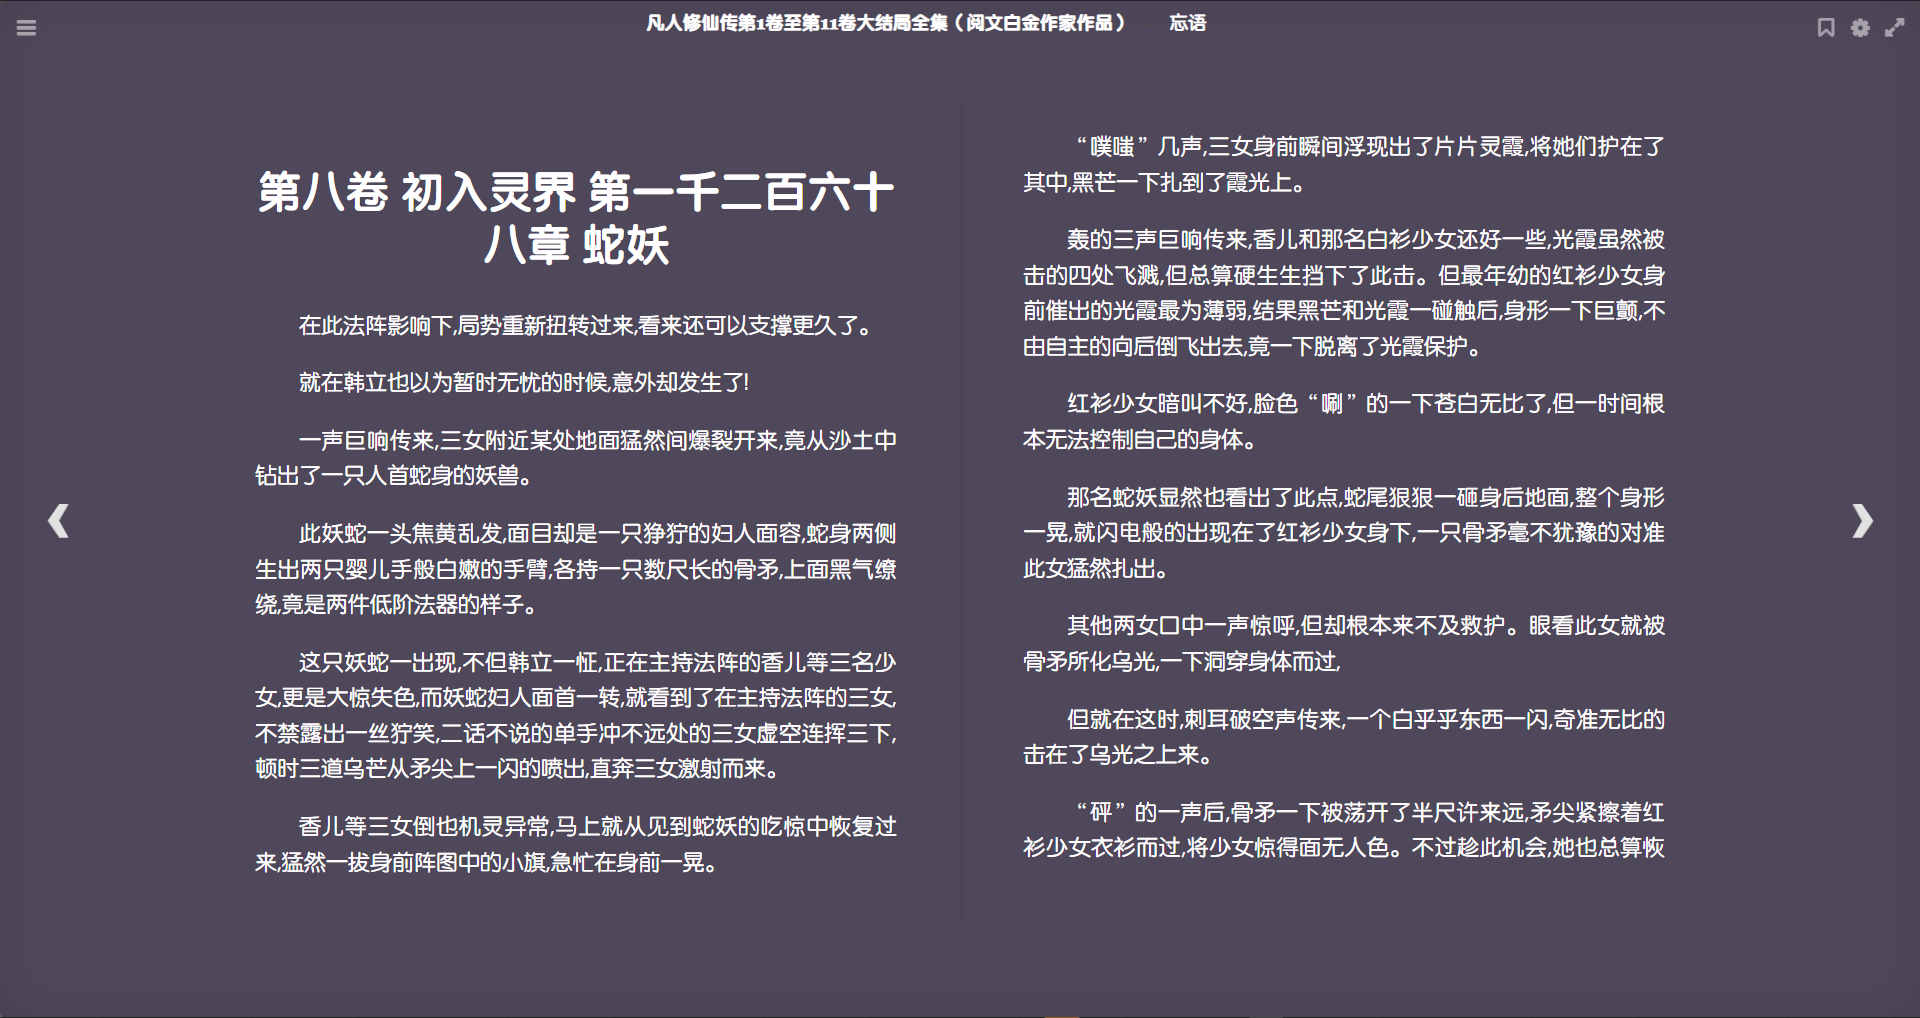 凡人修仙传第1卷至第11卷大结局全集（阅文白金作家作品） 忘语
第八卷 初入灵界 第一千二百六十
八章 蛇妖
在此法阵影响下,局势重新扭转过来,看来还可以支撑更久了。
就在韩立也以为暂时无忧的时候,意外却发生了!
一声巨响传来,三女附近某处地面猛然间爆裂开来,竟从沙土中
钻出了一只人首蛇身的妖兽。
此妖蛇一头焦黄乱发,面目却是一只狰狞的妇人面容,蛇身两侧
生出两只婴儿手般白嫩的手臂,各持一只数尺长的骨矛,上面黑气缭
绕,竟是两件低阶法器的样子。
这只妖蛇一出现,不但韩立一怔,正在主持法阵的香儿等三名少
女,更是大惊失色,而妖蛇妇人面首一转,就看到了在主持法阵的三女,
不禁露出一丝狞笑,二话不说的单手冲不远处的三女虚空连挥三下,
顿时三道乌芒从矛尖上一闪的喷出,直奔三女激射而来。
香儿等三女倒也机灵异常,马上就从见到蛇妖的吃惊中恢复过
来,猛然一拔身前阵图中的小旗,急忙在身前一晃。
“噗嗤”几声,三女身前瞬间浮现出了片片灵霞,将她们护在了
其中,黑芒一下扎到了霞光上。
轰的三声巨响传来,香儿和那名白衫少女还好一些,光霞虽然被
击的四处飞溅,但总算硬生生挡下了此击。但最年幼的红衫少女身
前催出的光霞最为薄弱,结果黑芒和光霞一碰触后,身形一下巨颤,不
由自主的向后倒飞出去,竟一下脱离了光霞保护。
红衫少女暗叫不好,脸色“唰”的一下苍白无比了,但一时间根
本无法控制自己的身体。
那名蛇妖显然也看出了此点,蛇尾狠狠一砸身后地面,整个身形
一晃,就闪电般的出现在了红衫少女身下,一只骨矛毫不犹豫的对准
此女猛然扎出。
其他两女口中一声惊呼,但却根本来不及救护。眼看此女就被
骨矛所化乌光,一下洞穿身体而过,
但就在这时,刺耳破空声传来,一个白乎乎东西一闪,奇准无比的
击在了乌光之上来。
“砰”的一声后,骨矛一下被荡开了半尺许来远,矛尖紧擦着红
衫少女衣衫而过,将少女惊得面无人色。不过趁此机会,她也总算恢